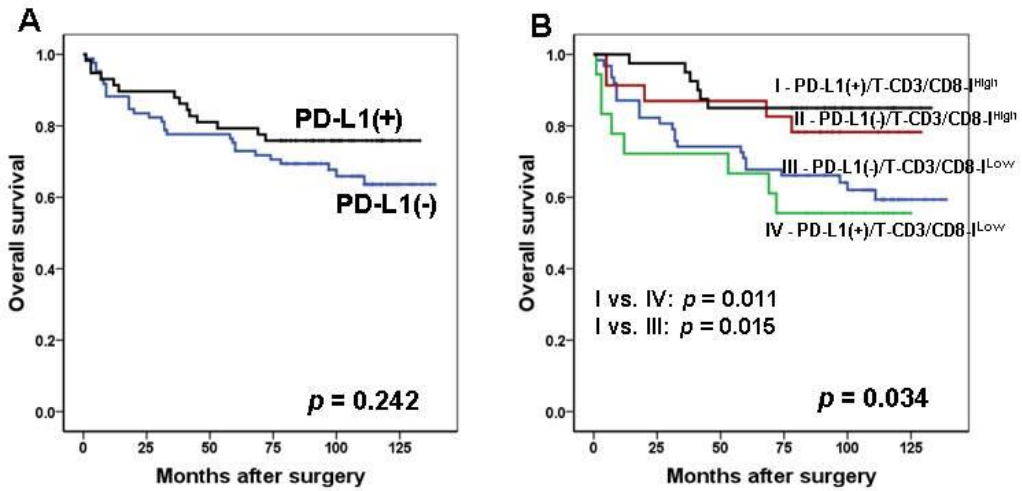 A
1.0
0.8
0.6
0.4
0.2
0.0
Overall survival
PD-L1(+)
PD-L1(-)
p = 0.242
0 25 50 75 100 125
Months after surgery
B
1.0
0.8
0.6
0.4
0.2
0.0
Overall survival
I - PD-L1(+)/T-CD3/CD8-I^High
II - PD-L1(-)/T-CD3/CD8-I^High
III - PD-L1(-)/T-CD3/CD8-I^Low
IV - PD-L1(+)/T-CD3/CD8-I^Low
I vs. IV: p = 0.011
I vs. III: p = 0.015
p = 0.034
0 25 50 75 100 125
Months after surgery